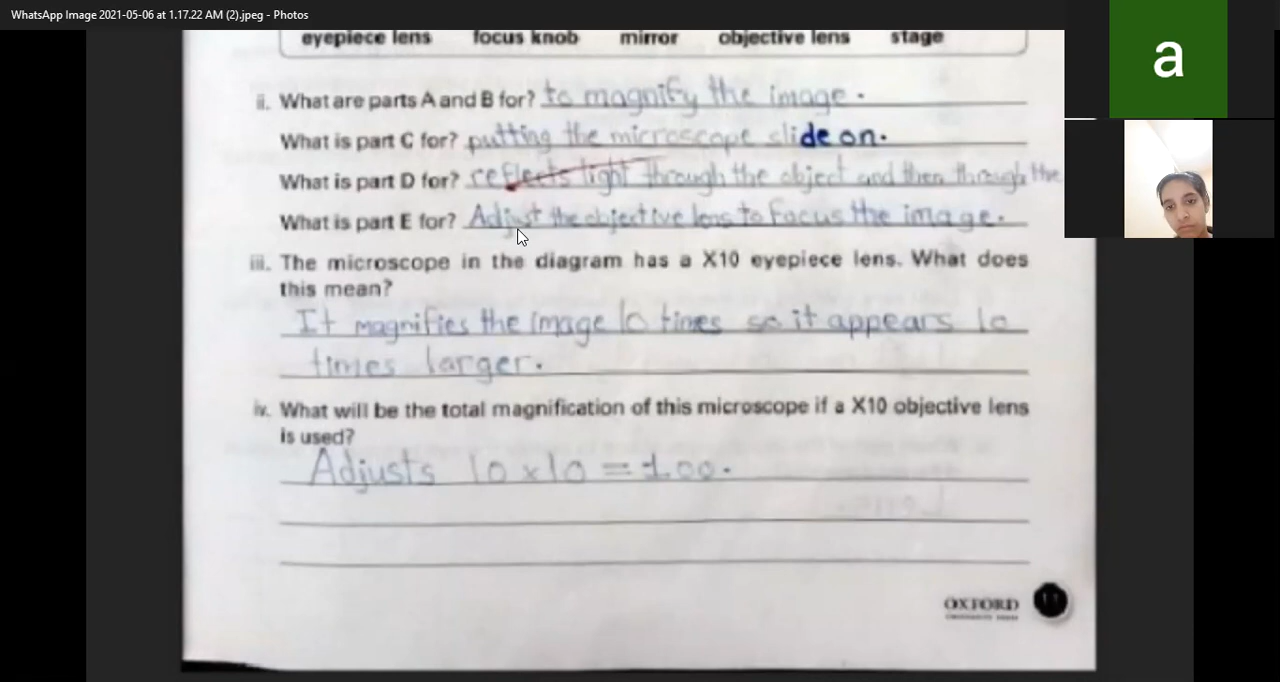 WhatsApp Image 2021-05-06 at 1.17.22 AM (2).jpeg - Photos
a
eyepiece lens focus knob mirror objective lens stage
ii. What are parts A and B for? to magnify the image.
What is part C for? putting the microscope slide on.
What is part D for? reflects light through the object and then through the
What is part E for? Adjust the objective lens to focus the image.
iii. The microscope in the diagram has a X10 eyepiece lens. What does
this mean?
It magnifies the image 10 times so it appears 10
times larger.
iv. What will be the total magnification of this microscope if a X10 objective lens
is used?
Adjusts 10 x 10 = 100.
OXFORD
UNIVERSITY PRESS
11